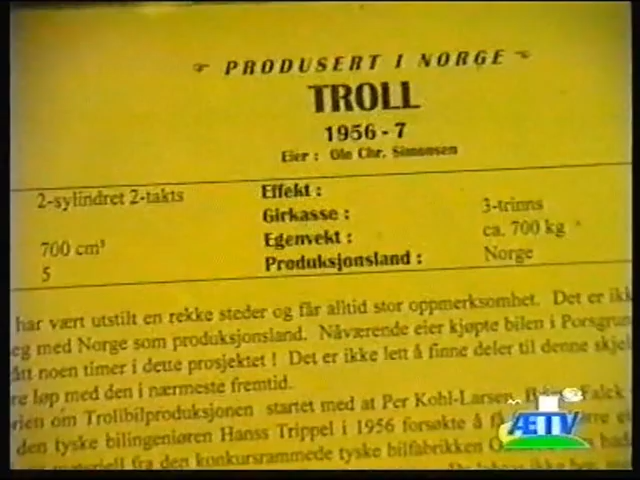 PRODUSERT I NORGE
TROLL
1956 - 7
Eier : Ole Chr. Simonsen
2-sylindret 2-takts Effekt :
Girkasse : 3-trinns
700 cm³ Egenvekt : ca. 700 kg
5 Produksjonsland : Norge
har vært utstilt en rekke steder og får alltid stor oppmerksomhet. Det er
eg med Norge som produksjonsland. Nåværende eier kjøpte bilen i
ått noen timer i dette prosjektet ! Det er ikke lett å finne deler til denne
re løp med den i nærmeste fremtid.
rien om Trollbilproduksjonen startet med at Per Kohl-Larsen, Falck
den tyske bilingeniøren Hanss Trippel i 1956 forsøkte å
materiell fra den konkursrammede tyske bilfabrikken
ÆTV